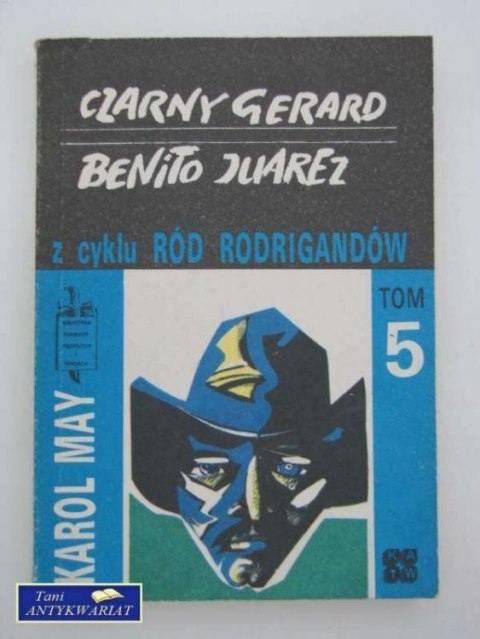 CZARNY GERARD
BENITO JUAREZ
z cyklu RÓD RODRIGANDÓW
TOM
5
KAROL MAY
K A
T W
Tani
ANTYKWARIAT